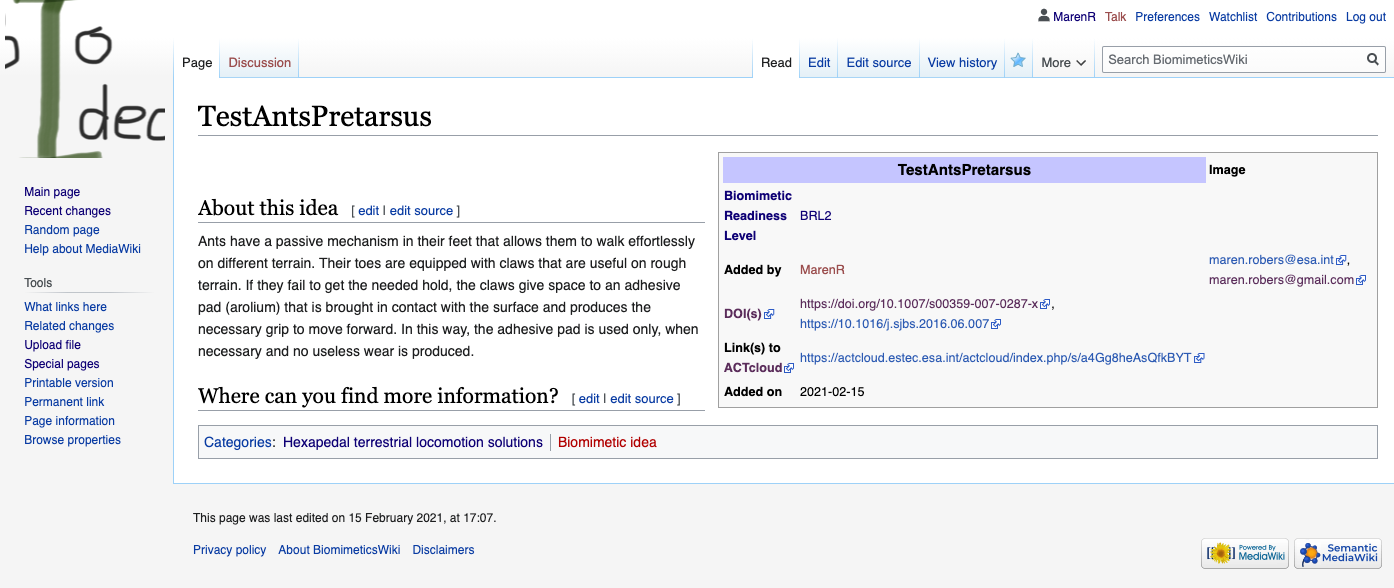 MarenR Talk Preferences Watchlist Contributions Log out
To
dec
Page Discussion Read Edit Edit source View history More Search BiomimeticsWiki
TestAntsPretarsus
Main page
Recent changes
Random page
Help about MediaWiki
Tools
What links here
Related changes
Upload file
Special pages
Printable version
Permanent link
Page information
Browse properties
About this idea [ edit | edit source ]
Ants have a passive mechanism in their feet that allows them to walk effortlessly
on different terrain. Their toes are equipped with claws that are useful on rough
terrain. If they fail to get the needed hold, the claws give space to an adhesive
pad (arolium) that is brought in contact with the surface and produces the
necessary grip to move forward. In this way, the adhesive pad is used only, when
necessary and no useless wear is produced.
Where can you find more information? [ edit | edit source ]
TestAntsPretarsus Image
Biomimetic
Readiness BRL2
Level
Added by MarenR
maren.robers@esa.int,
maren.robers@gmail.com
DOI(s) https://doi.org/10.1007/s00359-007-0287-x,
https://10.1016/j.sjbs.2016.06.007
Link(s) to
ACTcloud https://actcloud.estec.esa.int/actcloud/index.php/s/a4Gg8heAsQfkBYT
Added on 2021-02-15
Categories: Hexapedal terrestrial locomotion solutions | Biomimetic idea
This page was last edited on 15 February 2021, at 17:07.
Privacy policy About BiomimeticsWiki Disclaimers
Powered By
MediaWiki
Semantic
MediaWiki